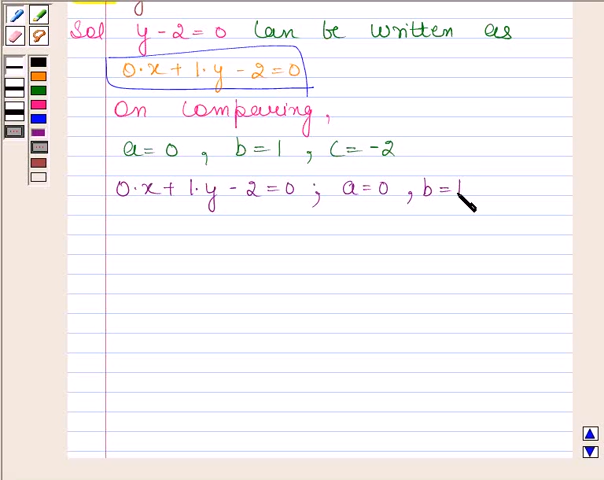 Sol y - 2 = 0 can be written as
0·x + 1·y - 2 = 0
On comparing,
a = 0 , b = 1 , c = -2
0·x + 1·y - 2 = 0 ; a = 0 , b = 1